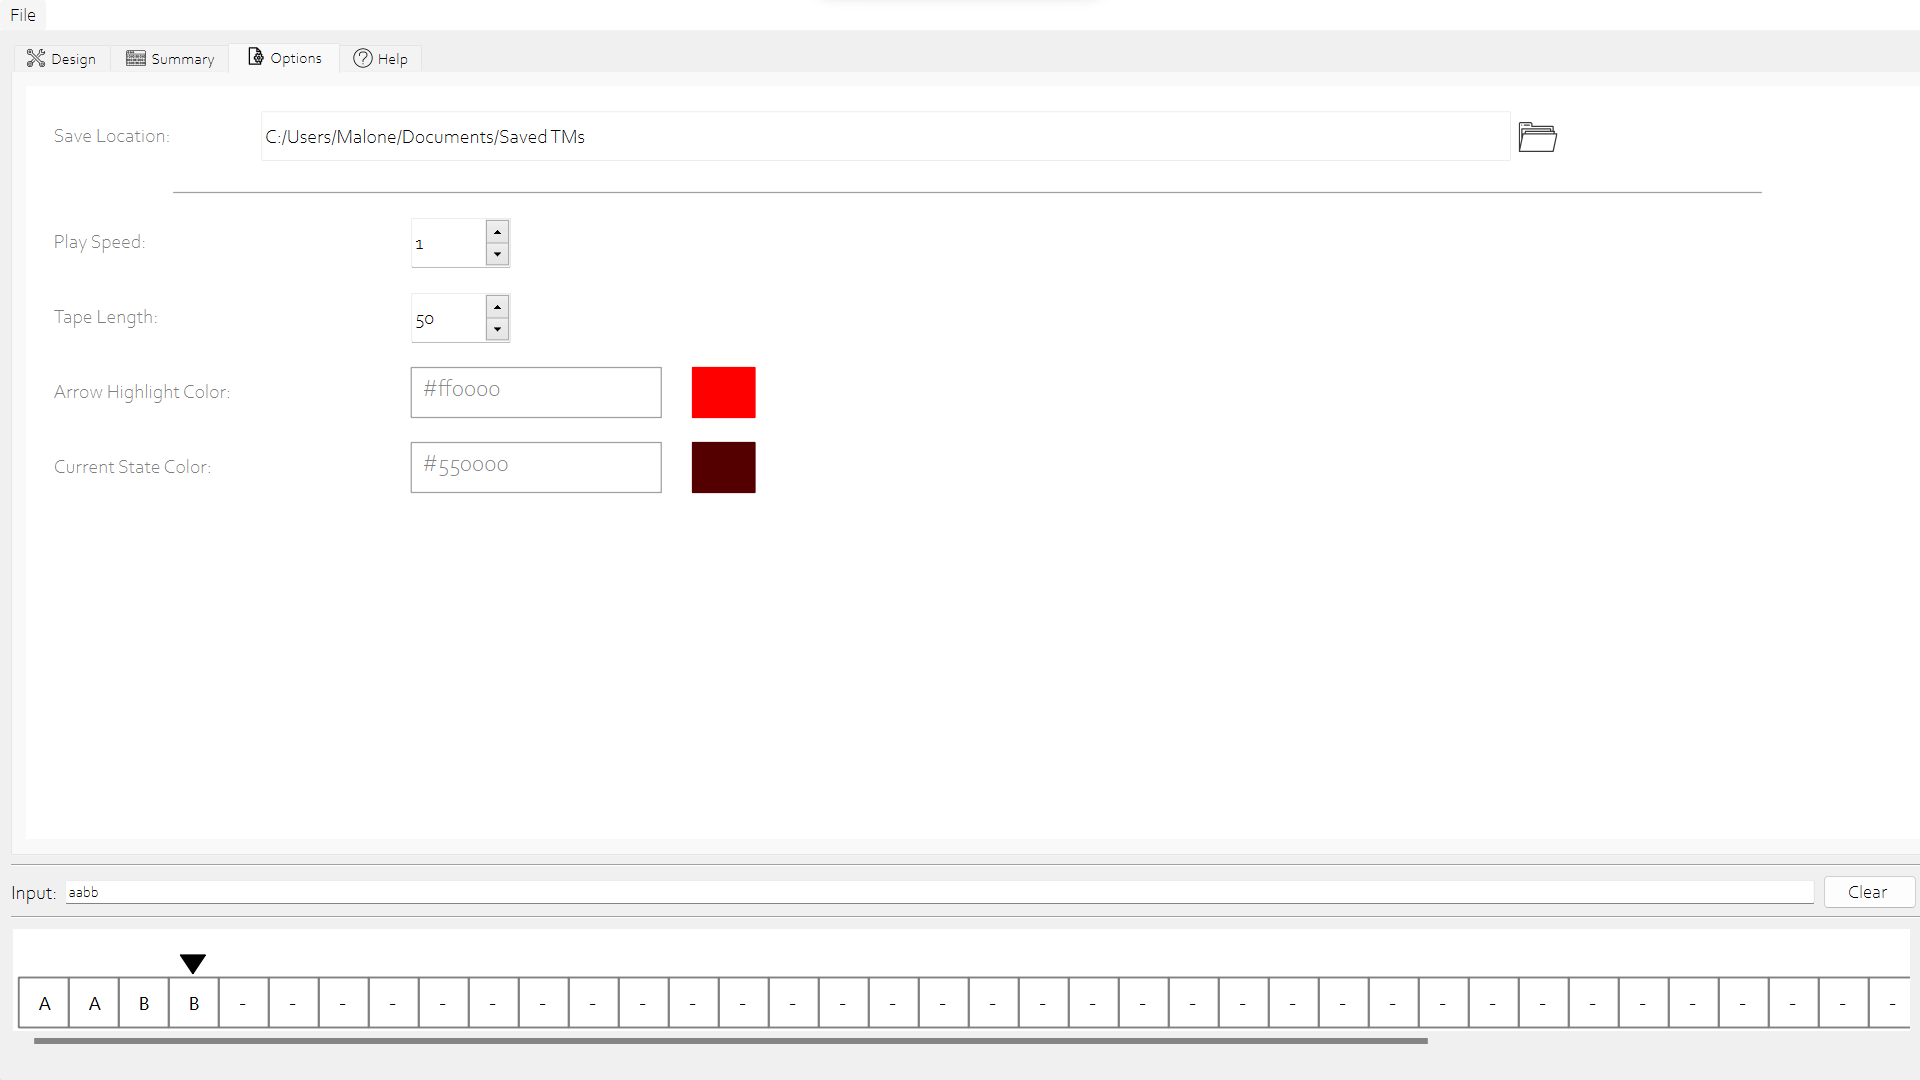 File
Design Summary Options Help
Save Location: C:/Users/Malone/Documents/Saved TMs
Play Speed: 1
Tape Length: 50
Arrow Highlight Color: #ff0000
Current State Color: #550000
Input: aabb Clear
A A B B - - - - - - - - - - - - - - - - - - - - - - - - - - - - - - - - - -